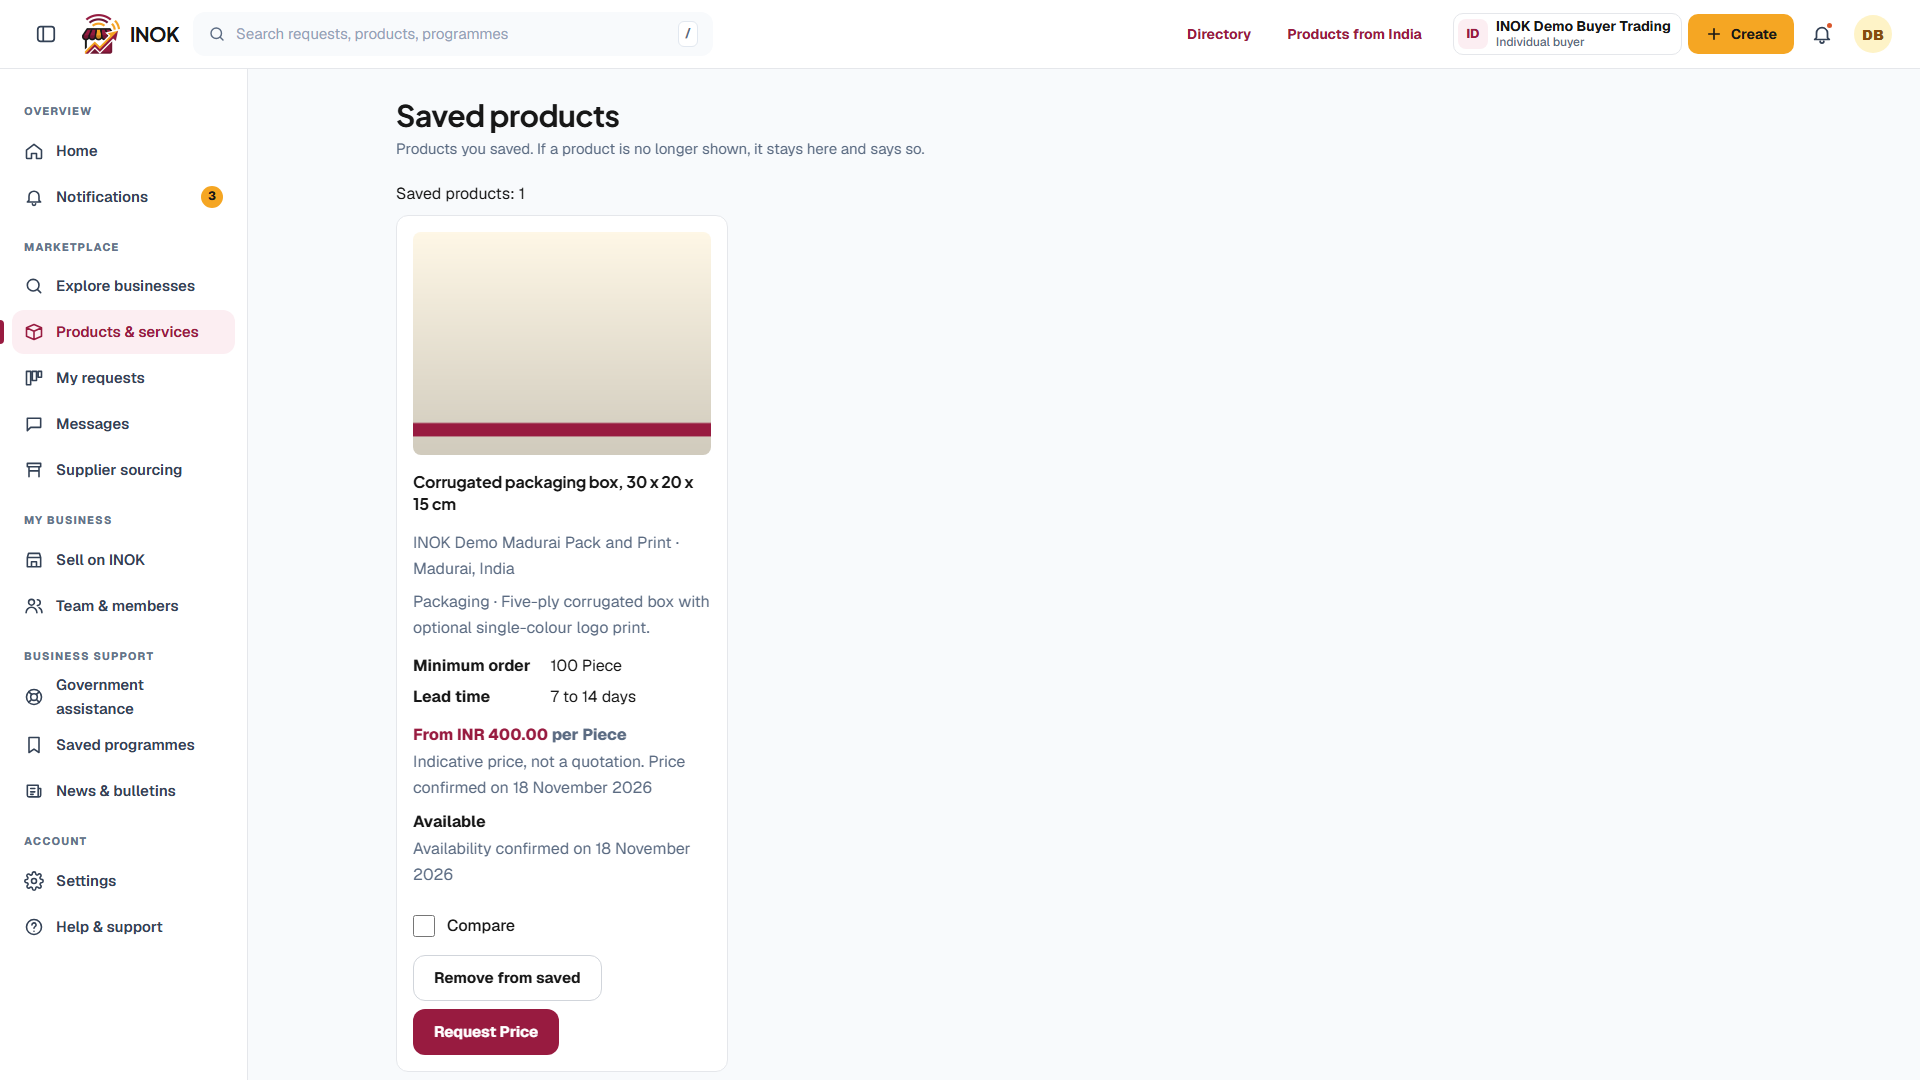 INOK
Search requests, products, programmes
/
Directory
Products from India
ID
INOK Demo Buyer Trading
Individual buyer
+ Create
DB
OVERVIEW
Home
Notifications
3
MARKETPLACE
Explore businesses
Products & services
My requests
Messages
Supplier sourcing
MY BUSINESS
Sell on INOK
Team & members
BUSINESS SUPPORT
Government
assistance
Saved programmes
News & bulletins
ACCOUNT
Settings
Help & support
Saved products
Products you saved. If a product is no longer shown, it stays here and says so.
Saved products: 1
Corrugated packaging box, 30 x 20 x
15 cm
INOK Demo Madurai Pack and Print ·
Madurai, India
Packaging · Five-ply corrugated box with
optional single-colour logo print.
Minimum order 100 Piece
Lead time 7 to 14 days
From INR 400.00 per Piece
Indicative price, not a quotation. Price
confirmed on 18 November 2026
Available
Availability confirmed on 18 November
2026
Compare
Remove from saved
Request Price